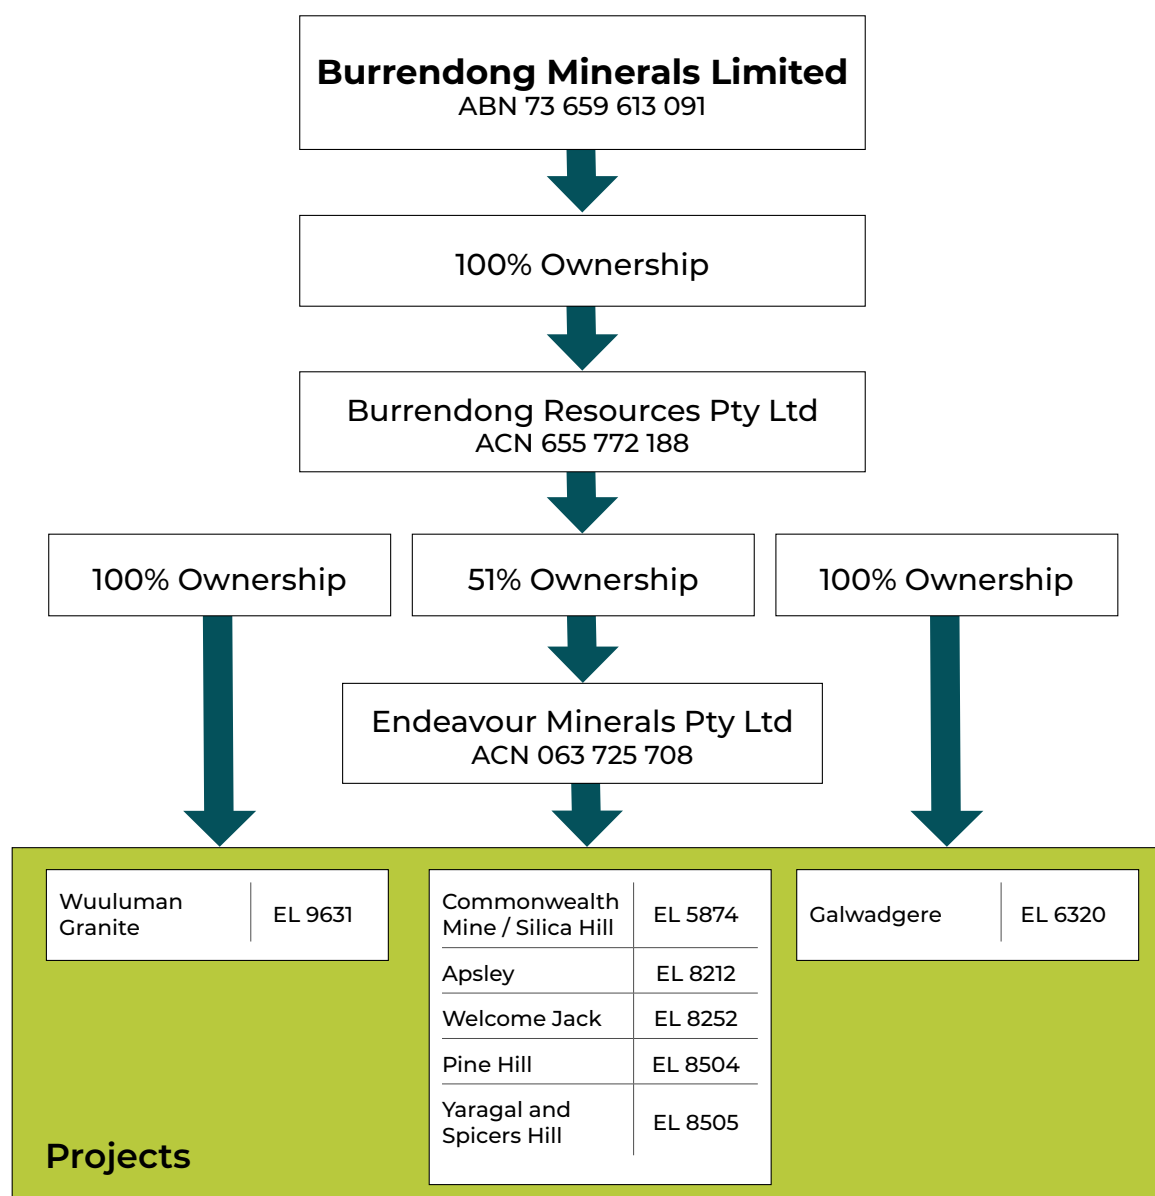 Burrendong Minerals Limited
ABN 73 659 613 091
100% Ownership
Burrendong Resources Pty Ltd
ACN 655 772 188
100% Ownership
51% Ownership
100% Ownership
Endeavour Minerals Pty Ltd
ACN 063 725 708
Wuuluman
Granite
EL 9631
Commonwealth
Mine / Silica Hill
EL 5874
Apsley
EL 8212
Welcome Jack
EL 8252
Pine Hill
EL 8504
Yaragal and
Spicers Hill
EL 8505
Galwadgere
EL 6320
Projects